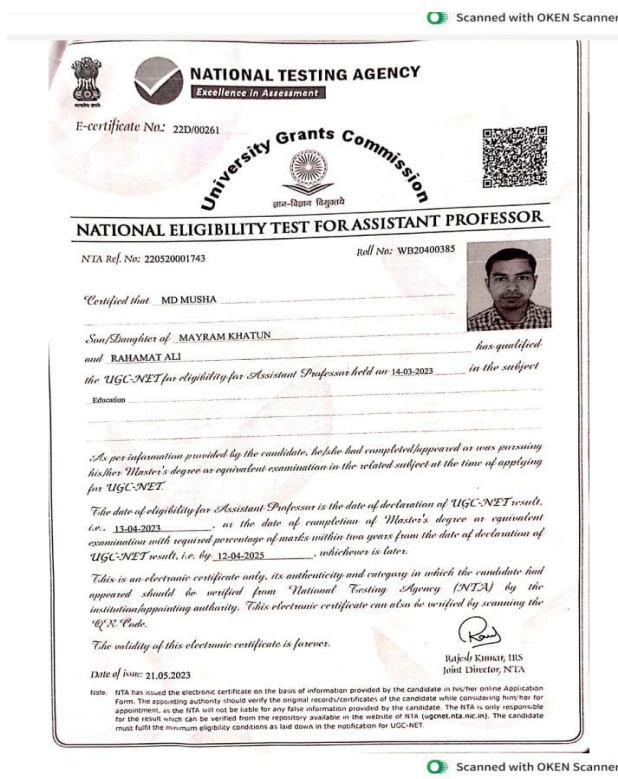 Scanned with OKEN Scanner
NATIONAL TESTING AGENCY
Excellence in Assessment
सत्यमेव जयते
E-certificate No.: 22D/00261
University Grants Commission
ज्ञान-विज्ञान विमुक्तये
NATIONAL ELIGIBILITY TEST FOR ASSISTANT PROFESSOR
NTA Ref. No: 220520001743 Roll No: WB20400385
Certified that MD MUSHA
Son/Daughter of MAYRAM KHATUN
and RAHAMAT ALI has qualified
the UGC-NET for eligibility for Assistant Professor held on 14-03-2023 in the subject
Education
As per information provided by the candidate, he/she had completed/appeared or was pursuing
his/her Master's degree or equivalent examination in the related subject at the time of applying
for UGC-NET.
The date of eligibility for Assistant Professor is the date of declaration of UGC-NET result,
i.e., 13-04-2023, or the date of completion of Master's degree or equivalent
examination with required percentage of marks within two years from the date of declaration of
UGC-NET result, i.e. by 12-04-2025, whichever is later.
This is an electronic certificate only, its authenticity and category in which the candidate had
appeared should be verified from National Testing Agency (NTA) by the
institution/appointing authority. This electronic certificate can also be verified by scanning the
QR Code.
The validity of this electronic certificate is forever.
Rajesh Kumar, IRS
Joint Director, NTA
Date of issue: 21.05.2023
Note: NTA has issued the electronic certificate on the basis of information provided by the candidate in his/her online Application
Form. The appointing authority should verify the original records/certificates of the candidate while considering him/her for
appointment, as the NTA will not be liable for any false information provided by the candidate. The NTA is only responsible
for the result which can be verified from the repository available in the website of NTA (ugcnet.nta.nic.in). The candidate
must fulfil the minimum eligibility conditions as laid down in the notification for UGC-NET.
Scanned with OKEN Scanner